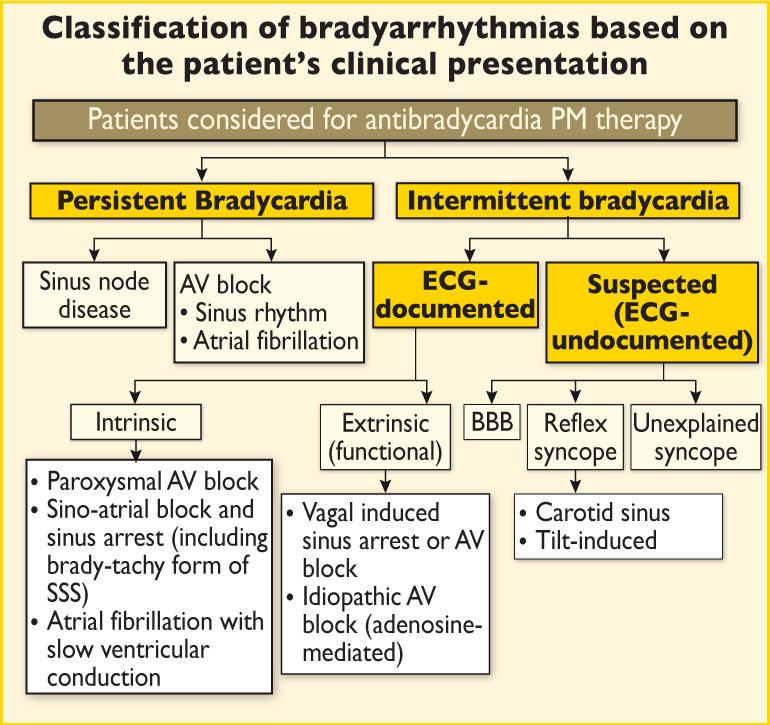 Classification of bradyarrhythmias based on
the patient's clinical presentation
Patients considered for antibradycardia PM therapy
Persistent Bradycardia
Intermittent bradycardia
Sinus node
disease
AV block
• Sinus rhythm
• Atrial fibrillation
ECG-
documented
Suspected
(ECG-
undocumented)
Intrinsic
Extrinsic
(functional)
BBB
Reflex
syncope
Unexplained
syncope
• Paroxysmal AV block
• Sino-atrial block and
sinus arrest (including
brady-tachy form of
SSS)
• Atrial fibrillation with
slow ventricular
conduction
• Vagal induced
sinus arrest or AV
block
• Idiopathic AV
block (adenosine-
mediated)
• Carotid sinus
• Tilt-induced